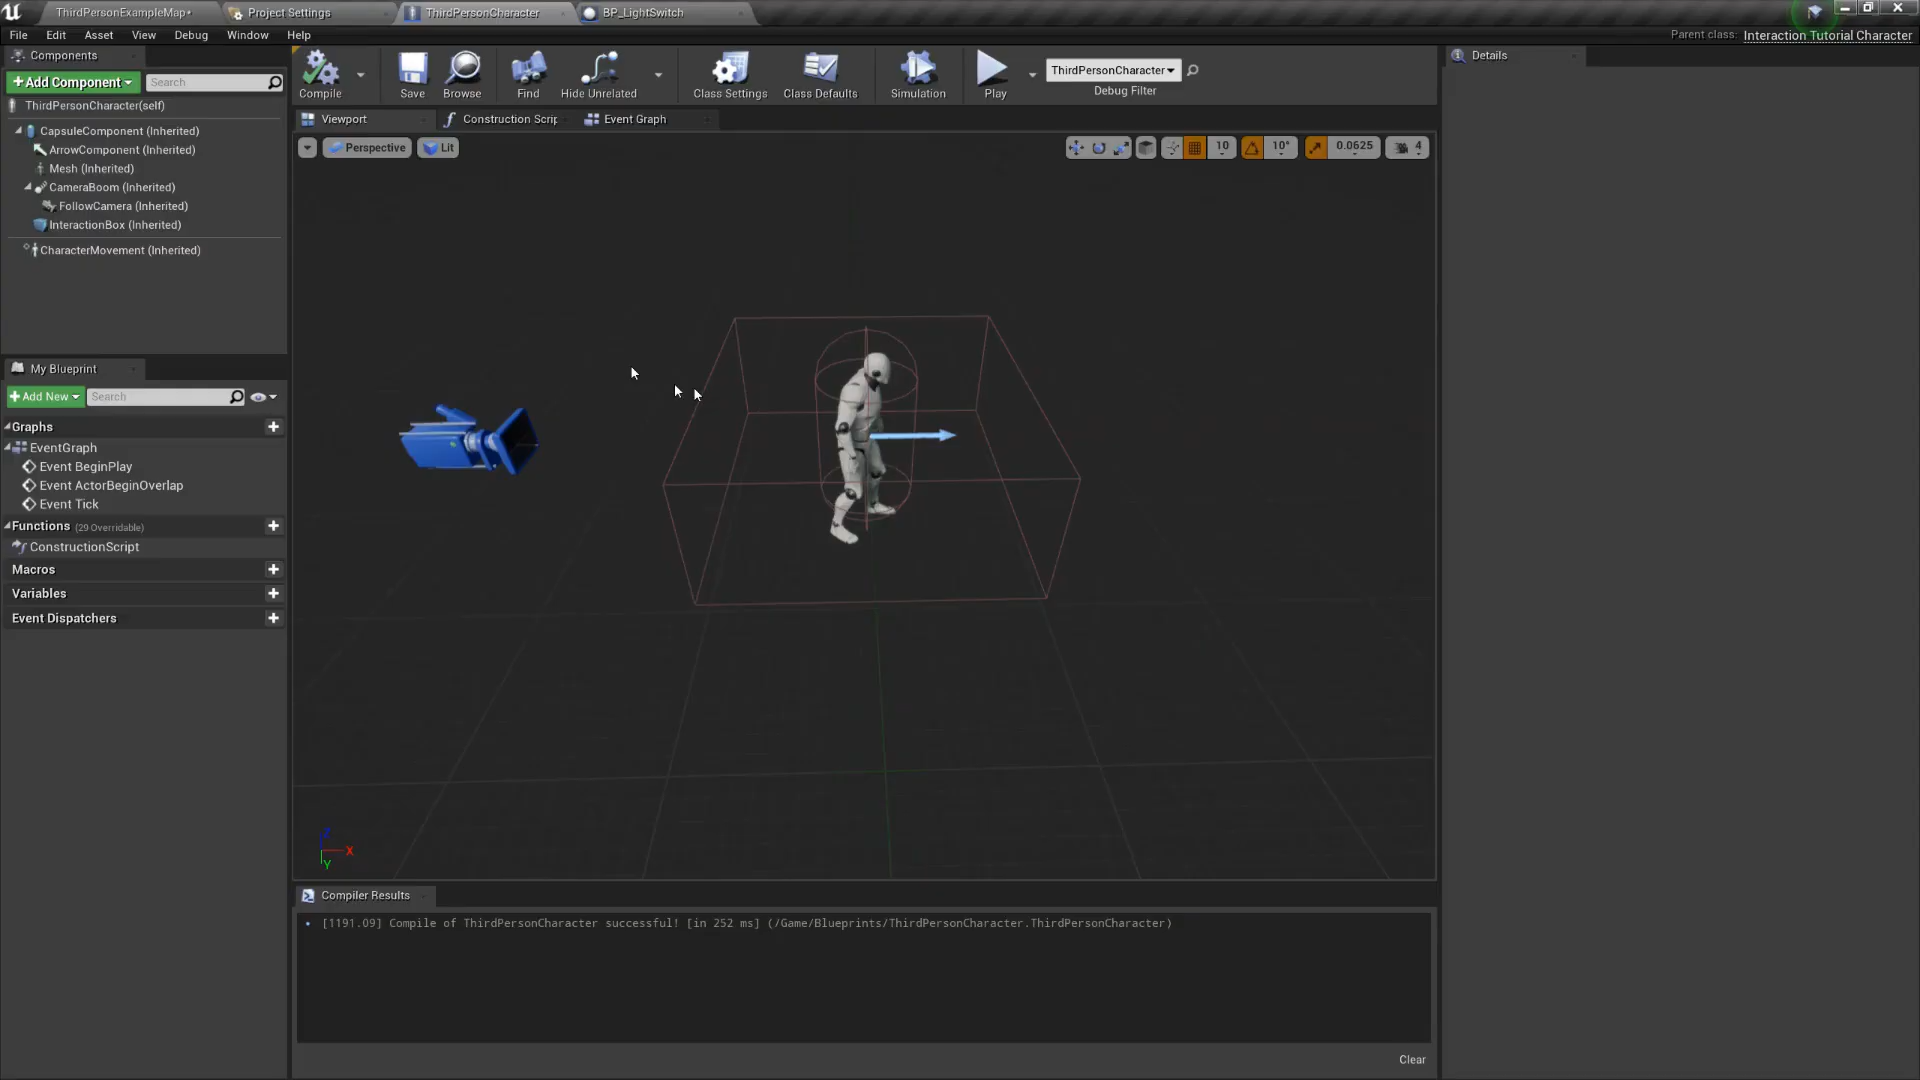 ThirdPersonExampleMap*
Project Settings
ThirdPersonCharacter
BP_LightSwitch
File Edit Asset View Debug Window Help
Parent class: Interaction Tutorial Character
Components
+Add Component
Search
ThirdPersonCharacter(self)
CapsuleComponent (Inherited)
ArrowComponent (Inherited)
Mesh (Inherited)
CameraBoom (Inherited)
FollowCamera (Inherited)
InteractionBox (Inherited)
CharacterMovement (Inherited)
Compile
Save
Browse
Find
Hide Unrelated
Class Settings
Class Defaults
Simulation
Play
ThirdPersonCharacter
Debug Filter
Details
Viewport
Construction Scrip
Event Graph
Perspective
Lit
10
10°
0.0625
4
My Blueprint
+Add New
Search
Graphs
EventGraph
Event BeginPlay
Event ActorBeginOverlap
Event Tick
Functions (29 Overridable)
ConstructionScript
Macros
Variables
Event Dispatchers
Z
X
Y
Compiler Results
• [1191.09] Compile of ThirdPersonCharacter successful! [in 252 ms] (/Game/Blueprints/ThirdPersonCharacter.ThirdPersonCharacter)
Clear